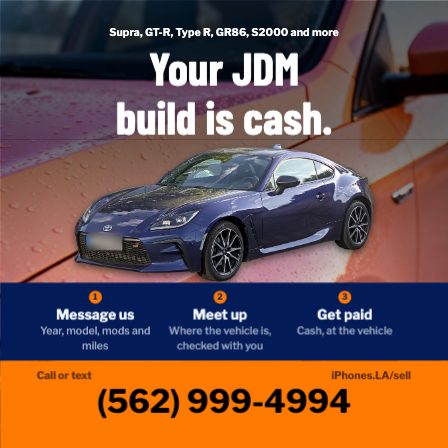 Supra, GT-R, Type R, GR86, S2000 and more
Your JDM
build is cash.
1
Message us
Year, model, mods and
miles
2
Meet up
Where the vehicle is,
checked with you
3
Get paid
Cash, at the vehicle
Call or text
iPhones.LA/sell
(562) 999-4994